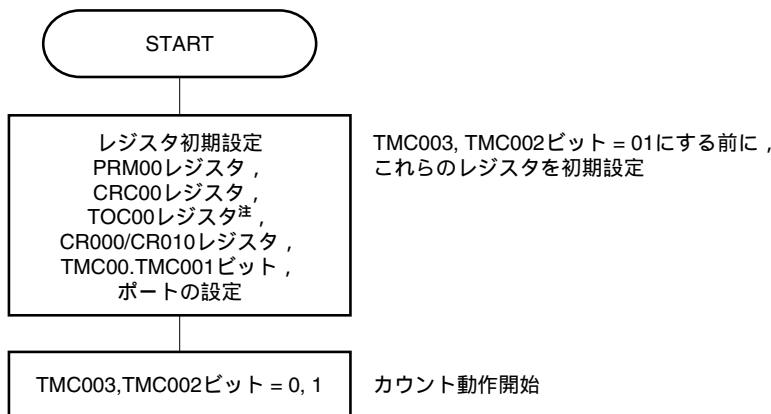 START
レジスタ初期設定
PRM00レジスタ，
CRC00レジスタ，
TOC00レジスタ注，
CR000/CR010レジスタ，
TMC00.TMC001ビット，
ポートの設定
TMC003, TMC002ビット = 01にする前に，
これらのレジスタを初期設定
TMC003,TMC002ビット = 0, 1
カウント動作開始